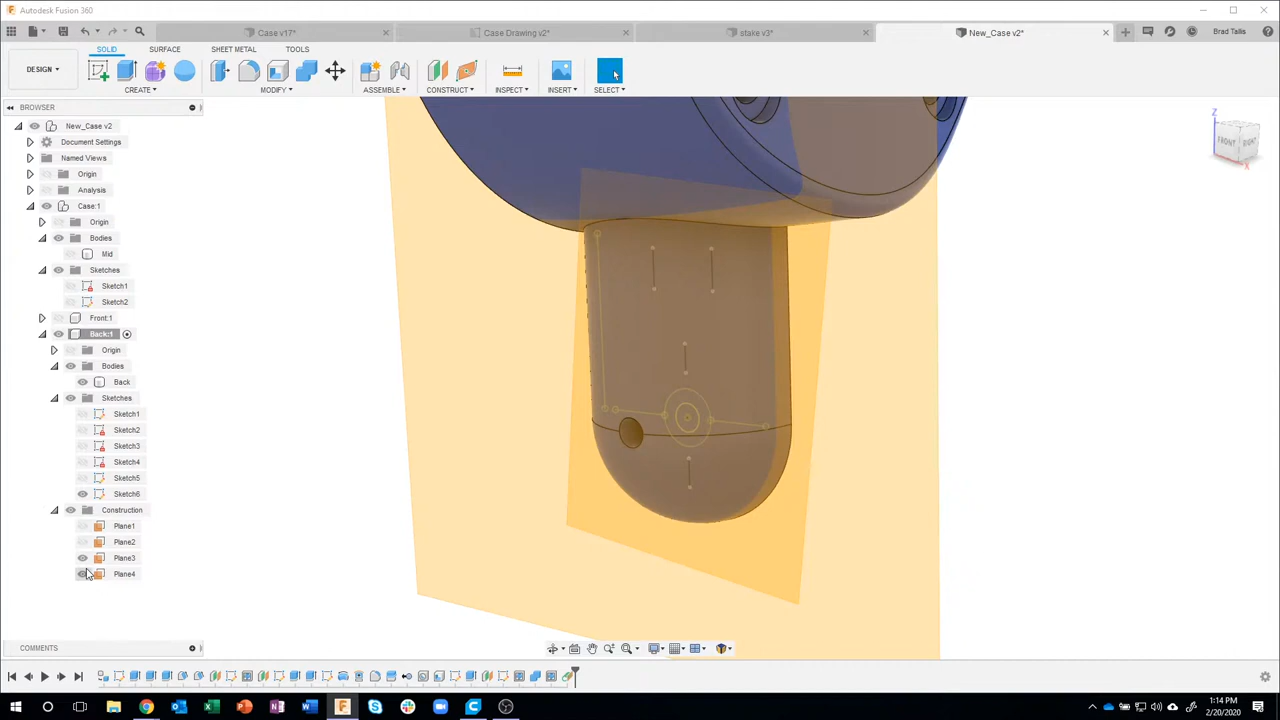 Autodesk Fusion 360
Case v17*
Case Drawing v2*
stake v3*
New_Case v2*
Brad Tallis
DESIGN
SOLID
SURFACE
SHEET METAL
TOOLS
CREATE
MODIFY
ASSEMBLE
CONSTRUCT
INSPECT
INSERT
SELECT
BROWSER
New_Case v2
Document Settings
Named Views
Origin
Analysis
Case:1
Origin
Bodies
Mid
Sketches
Sketch1
Sketch2
Front:1
Back:1
Origin
Bodies
Back
Sketches
Sketch1
Sketch2
Sketch3
Sketch4
Sketch5
Sketch6
Construction
Plane1
Plane2
Plane3
Plane4
Z
FRONT
RIGHT
X
COMMENTS
1:14 PM
2/20/2020